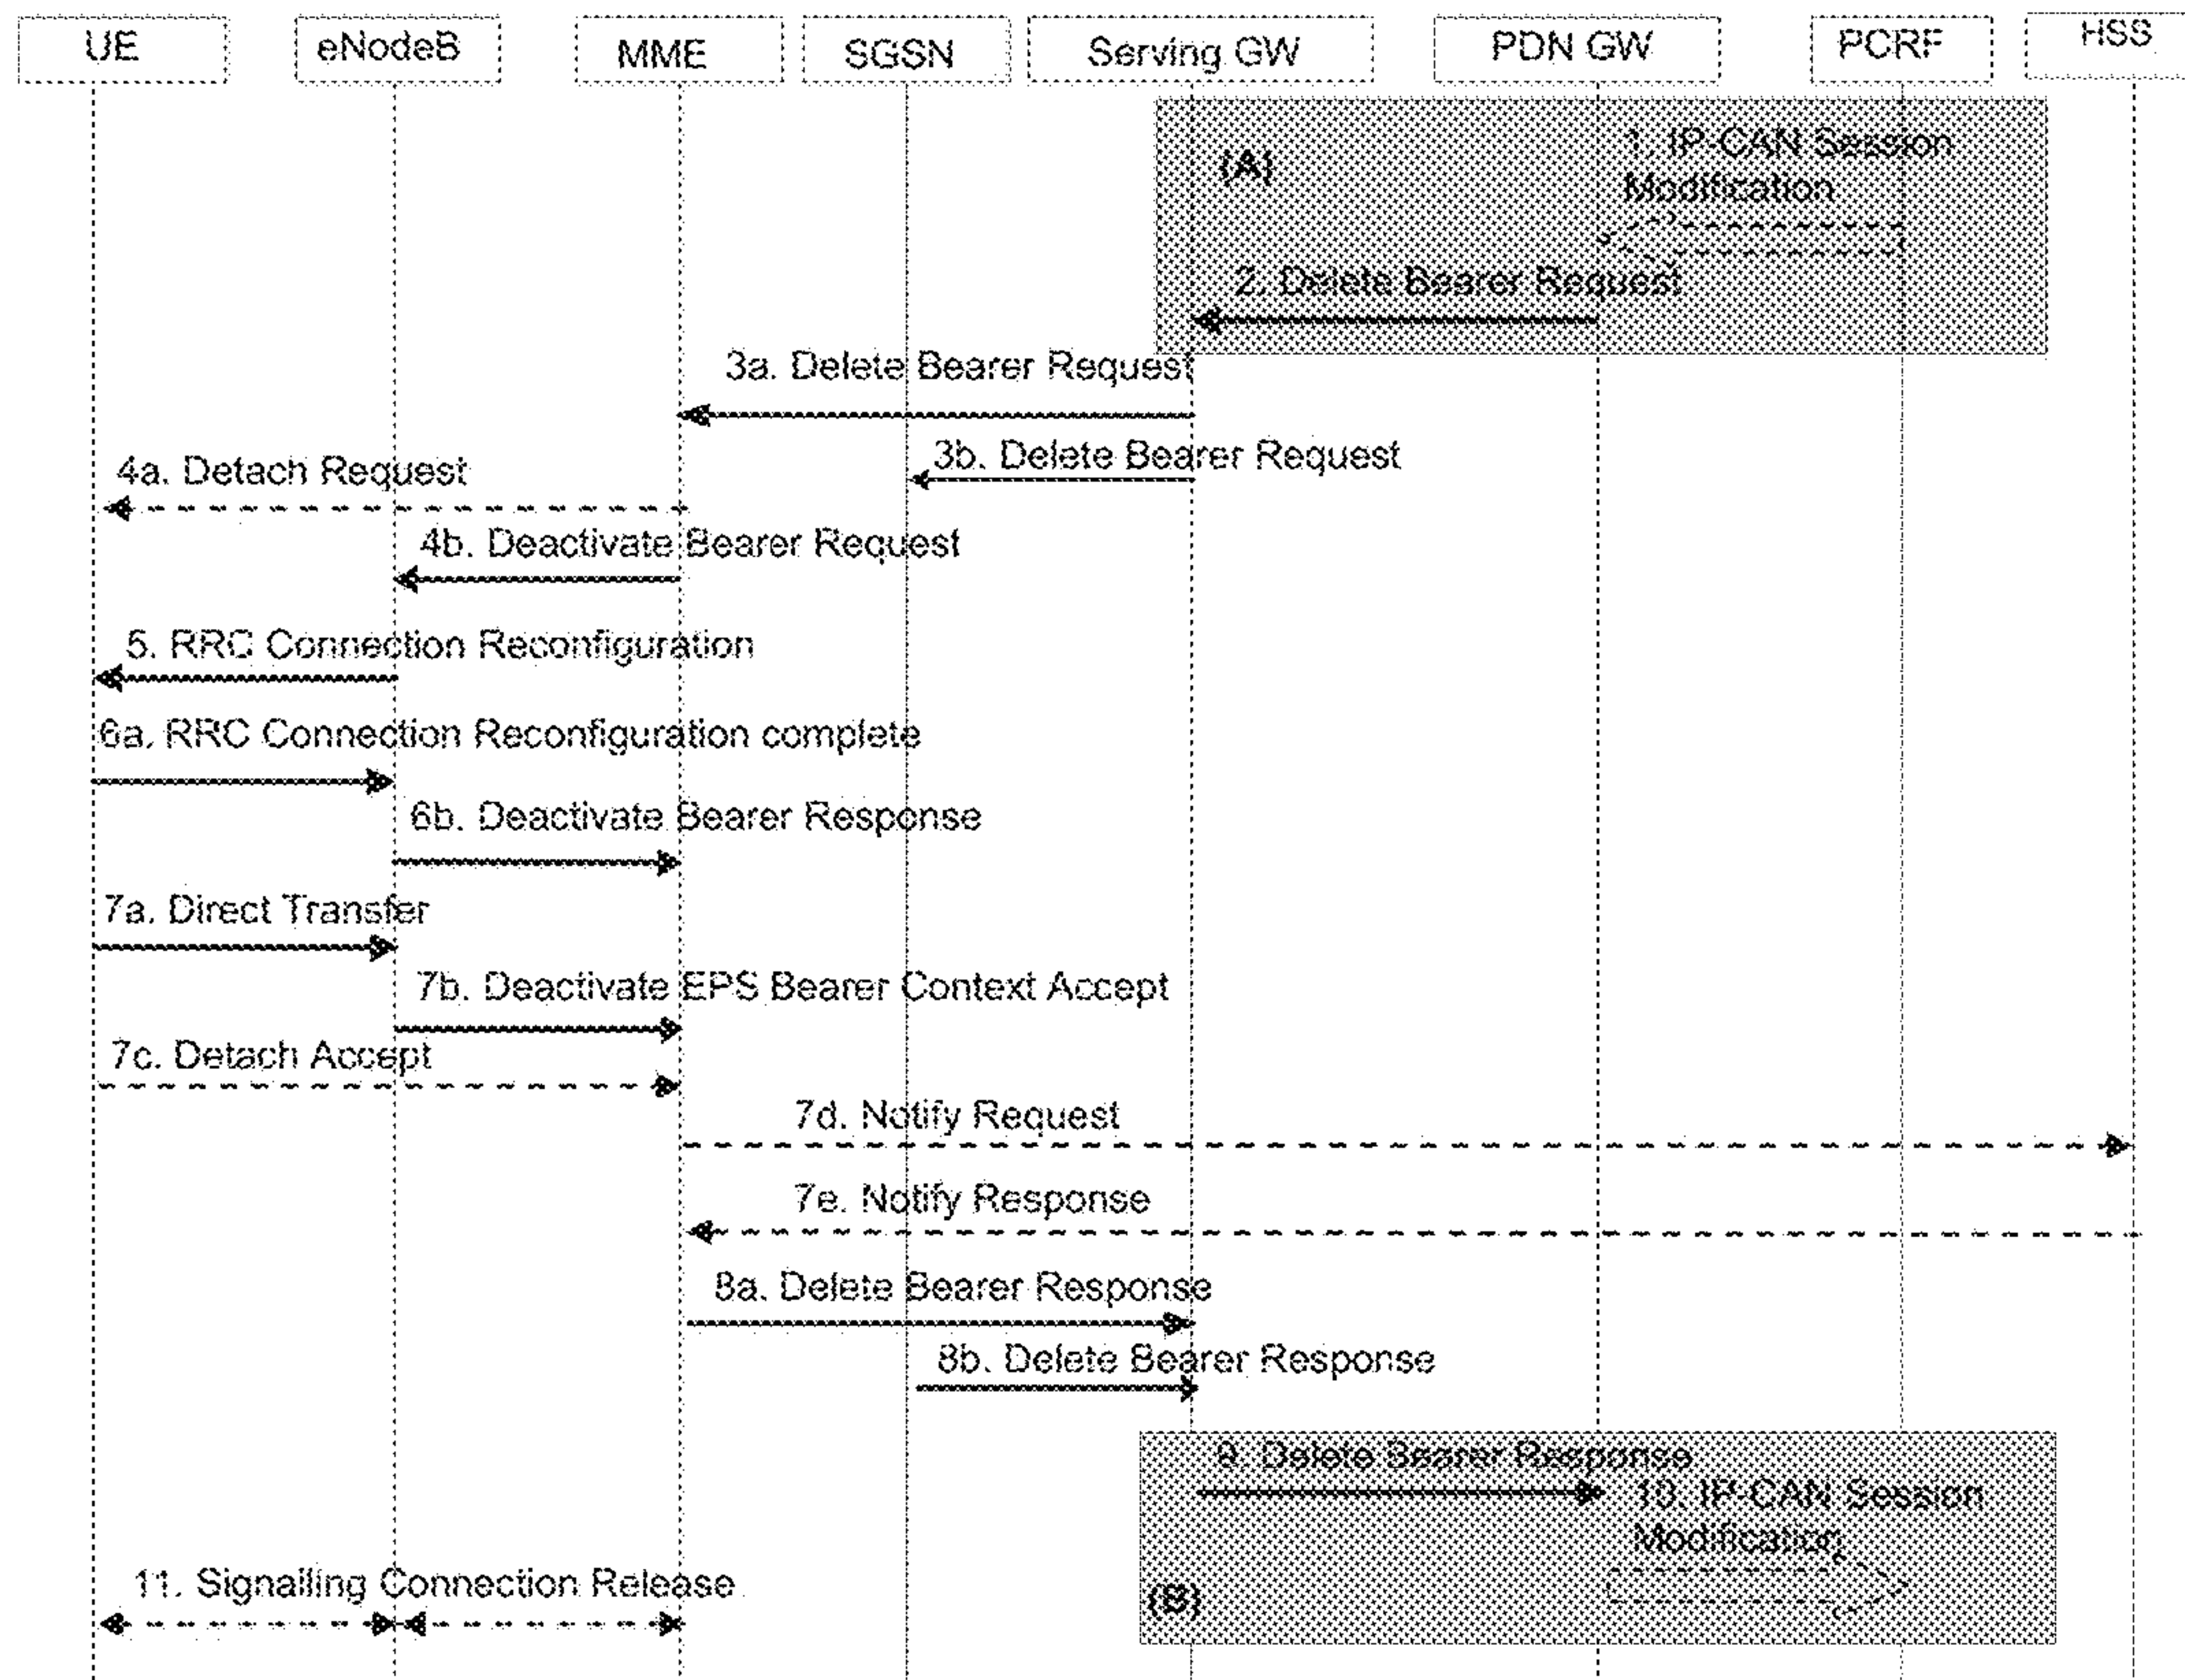 UE
eNodeB
MME
SGSN
Serving GW
PDN GW
PCRF
HSS
(A)
1. IP-CAN Session
Modification
2. Delete Bearer Request
3a. Delete Bearer Request
3b. Delete Bearer Request
4a. Detach Request
4b. Deactivate Bearer Request
5. RRC Connection Reconfiguration
6a. RRC Connection Reconfiguration complete
6b. Deactivate Bearer Response
7a. Direct Transfer
7b. Deactivate EPS Bearer Context Accept
7c. Detach Accept
7d. Notify Request
7e. Notify Response
8a. Delete Bearer Response
8b. Delete Bearer Response
9. Delete Bearer Response
10. IP-CAN Session
Modification
11. Signalling Connection Release
(B)